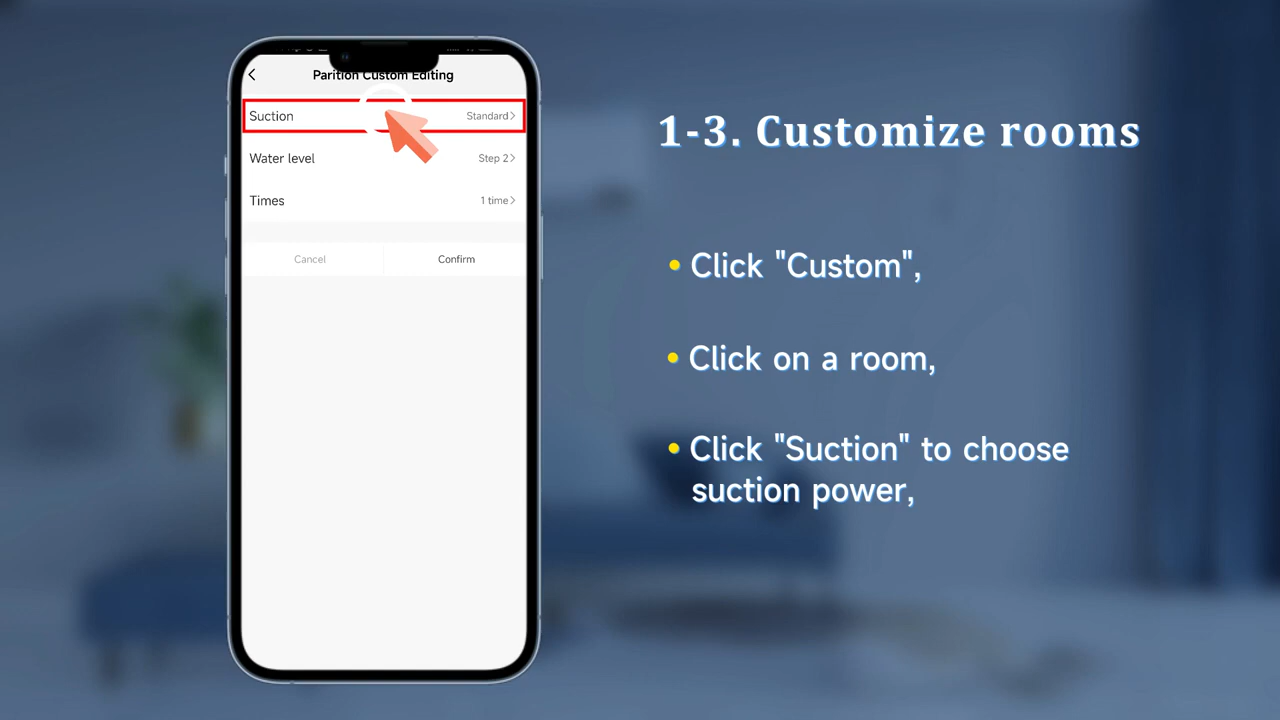 Parition Custom Editing
Suction Standard
Water level Step 2
Times 1 time
Cancel Confirm
1-3. Customize rooms
Click "Custom",
Click on a room,
Click "Suction" to choose
suction power,